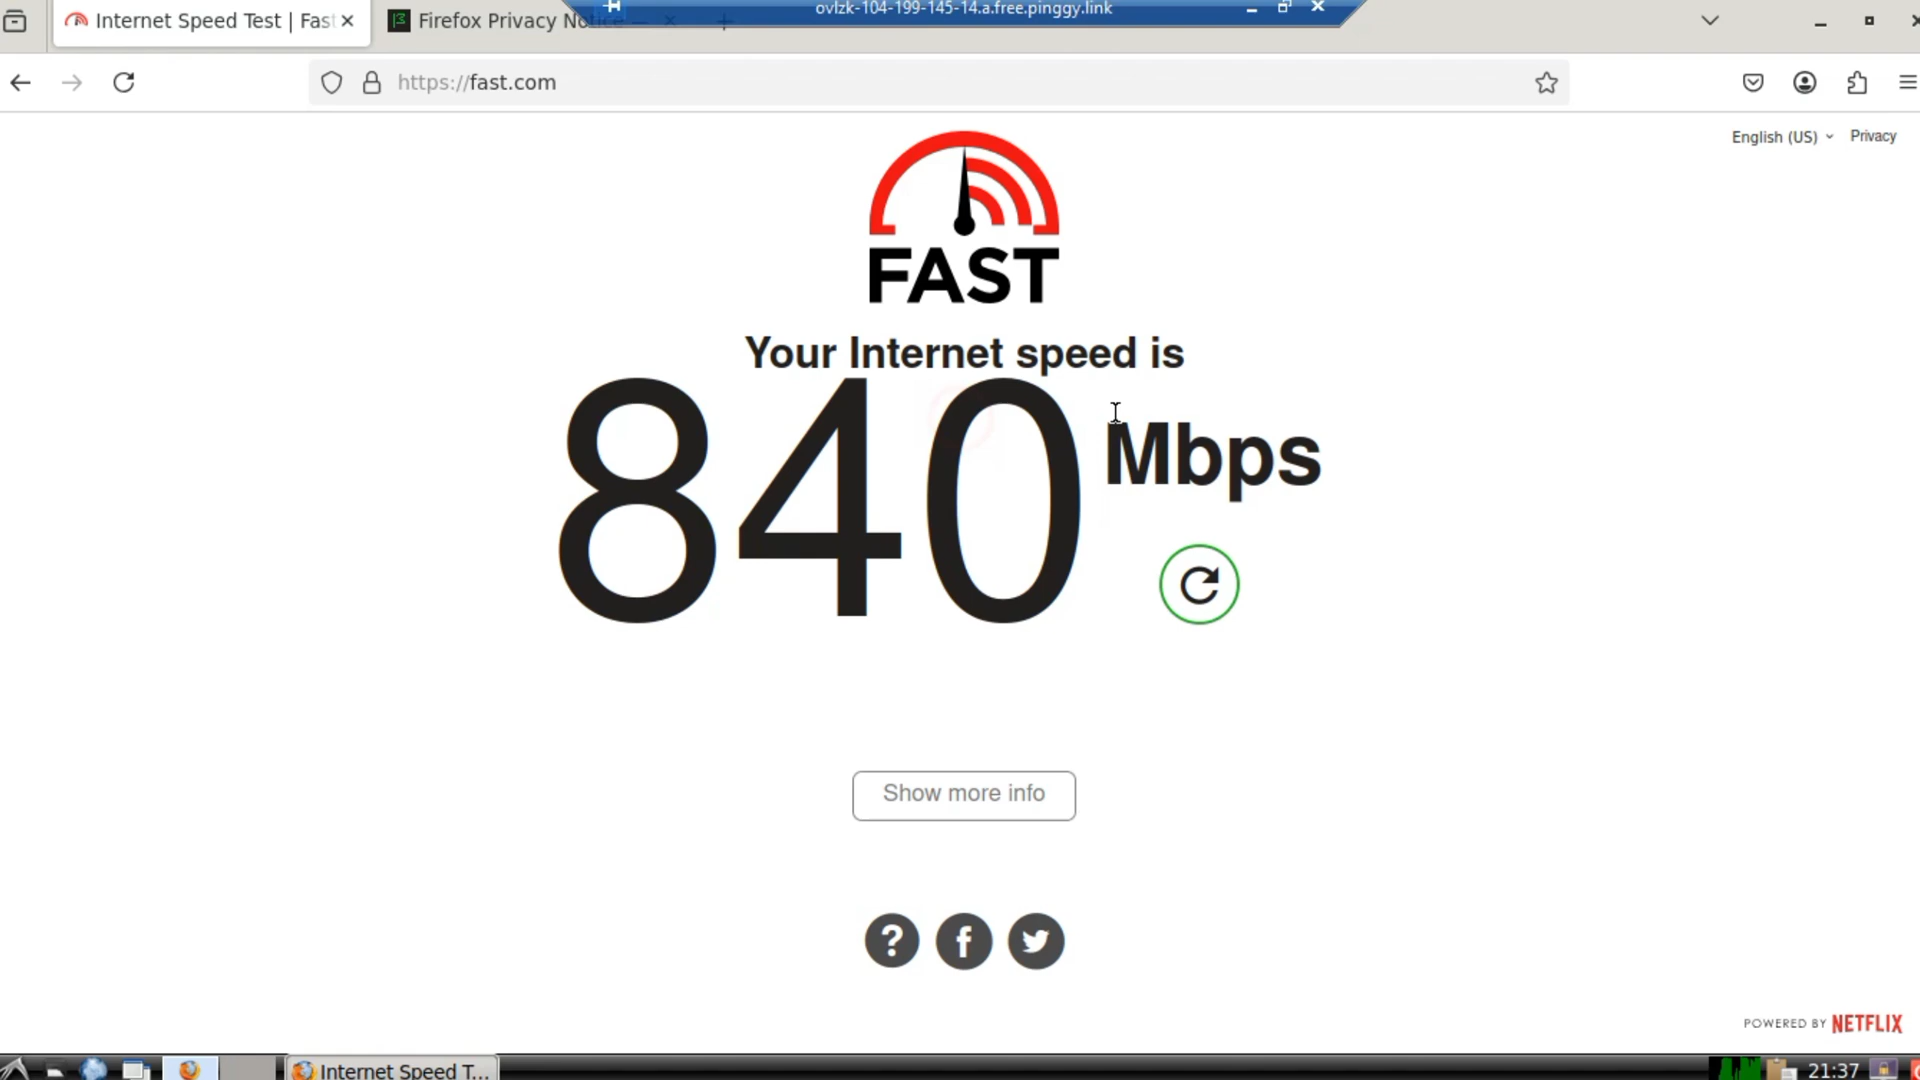 ovlzk-104-199-145-14.a.free.pinggy.link
Internet Speed Test | Fast
Firefox Privacy Notice —
https://fast.com
English (US)
Privacy
FAST
Your Internet speed is
840
Mbps
Show more info
?
f
POWERED BY NETFLIX
Internet Speed T...
21:37